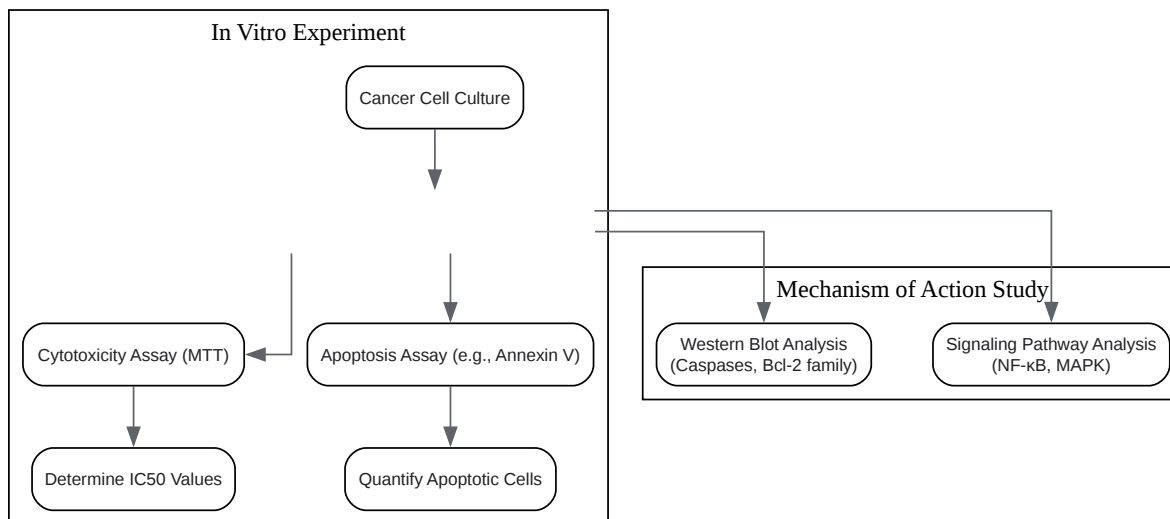 In Vitro Experiment
Cancer Cell Culture
Mechanism of Action Study
Cytotoxicity Assay (MTT)
Apoptosis Assay (e.g., Annexin V)
Western Blot Analysis
(Caspases, Bcl-2 family)
Signaling Pathway Analysis
(NF-κB, MAPK)
Determine IC50 Values
Quantify Apoptotic Cells